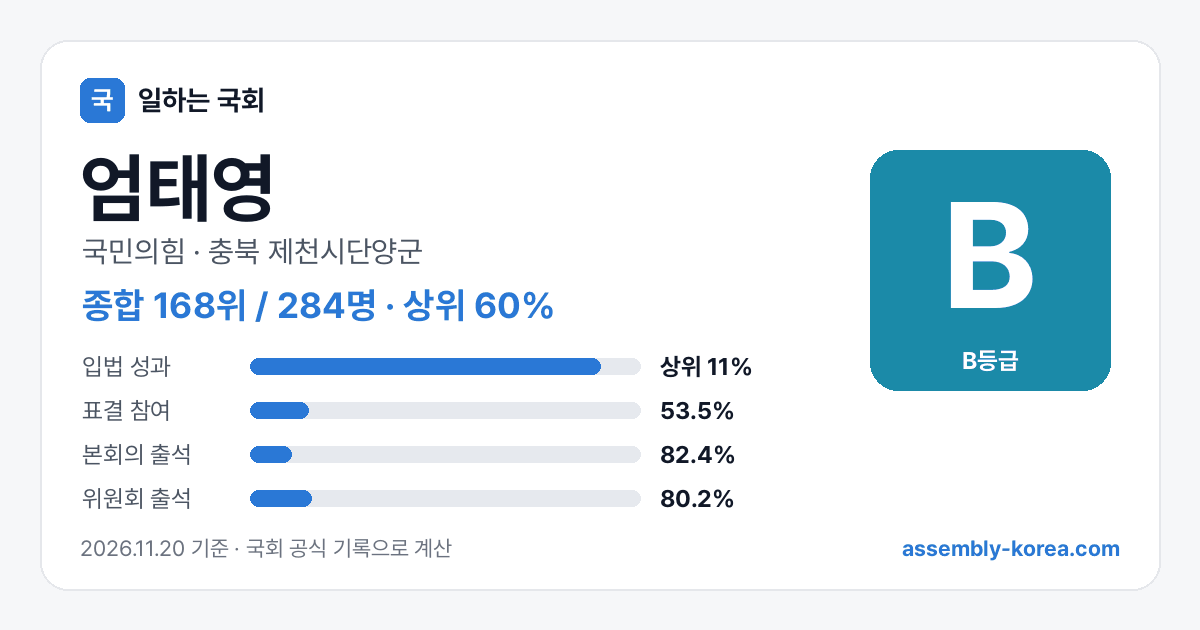 국 일하는 국회
엄태영
국민의힘 · 충북 제천시단양군
종합 168위 / 284명 · 상위 60%
B
B등급
입법 성과 상위 11%
표결 참여 53.5%
본회의 출석 82.4%
위원회 출석 80.2%
2026.11.20 기준 · 국회 공식 기록으로 계산
assembly-korea.com